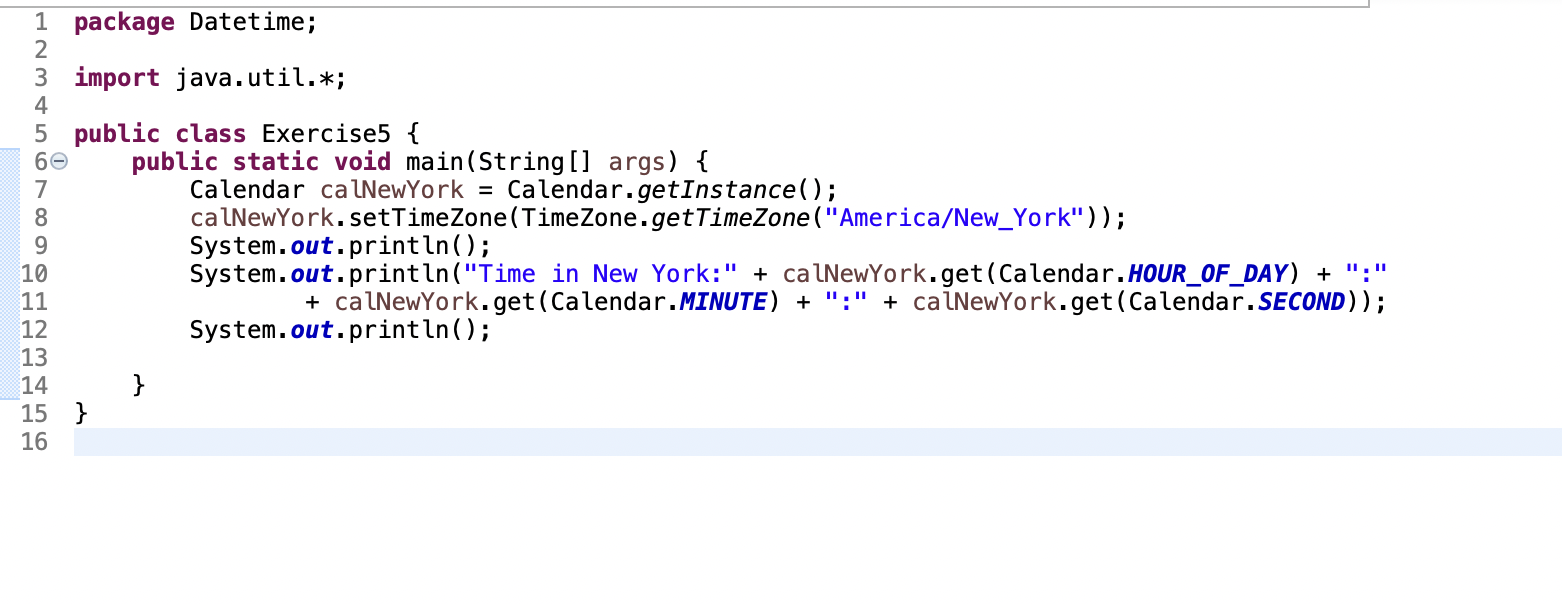 1 package Datetime;
2
3 import java.util.*;
4
5 public class Exercise5 {
6 public static void main(String[] args) {
7 Calendar calNewYork = Calendar.getInstance();
8 calNewYork.setTimeZone(TimeZone.getTimeZone("America/New_York"));
9 System.out.println();
10 System.out.println("Time in New York:" + calNewYork.get(Calendar.HOUR_OF_DAY) + ":"
11 + calNewYork.get(Calendar.MINUTE) + ":" + calNewYork.get(Calendar.SECOND));
12 System.out.println();
13
14 }
15 }
16